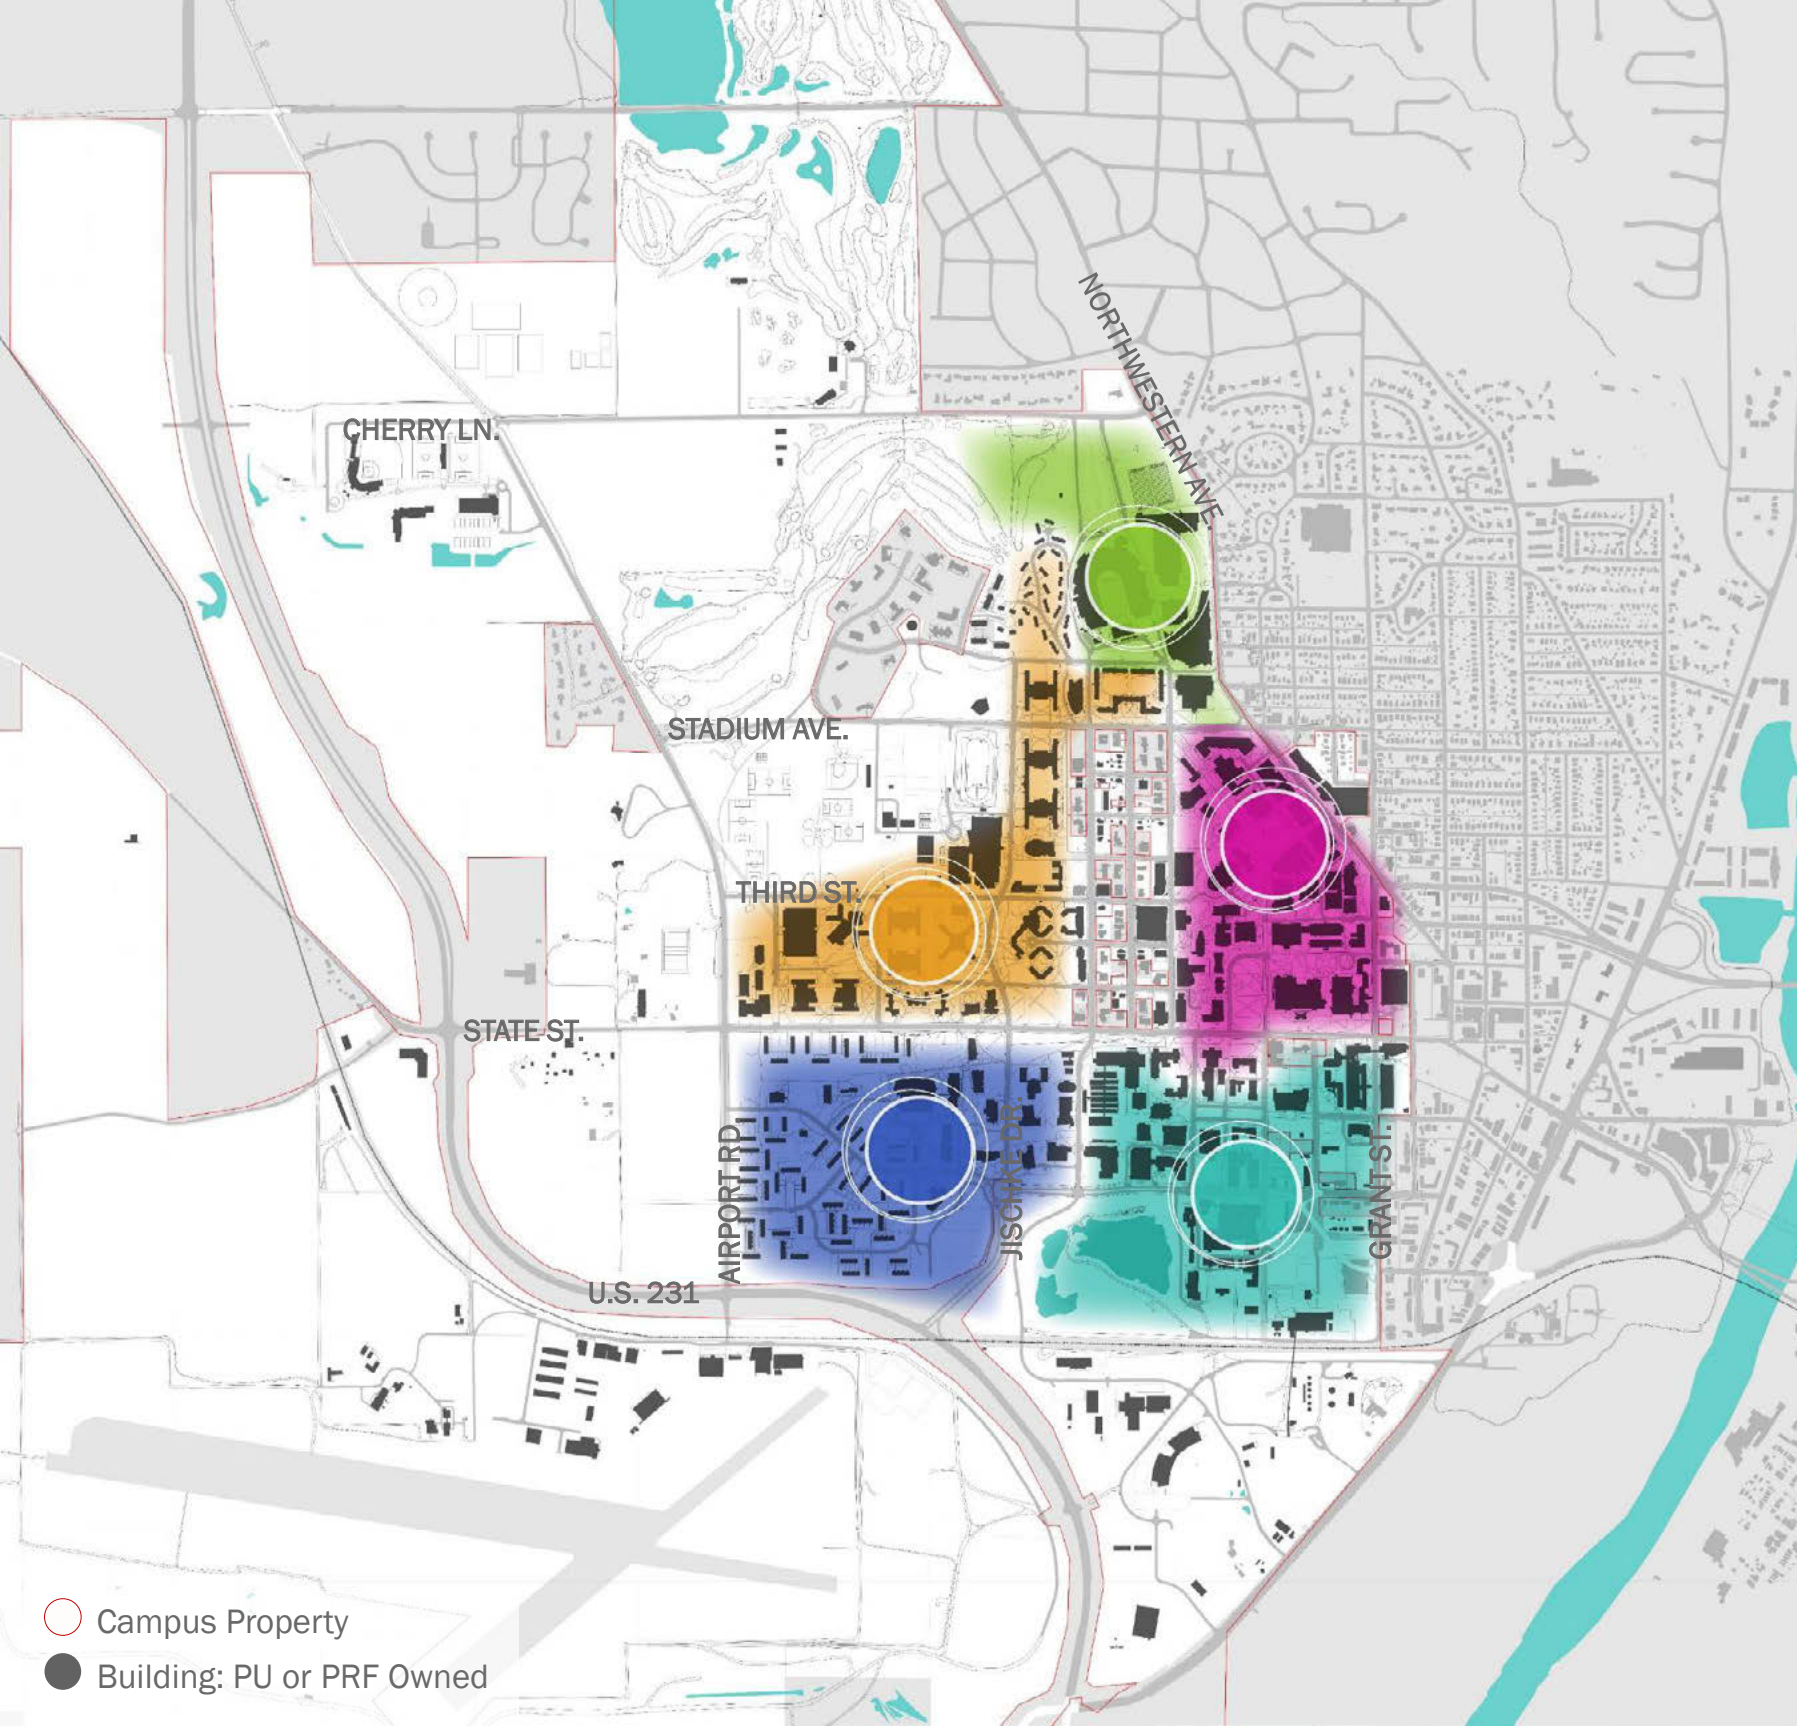 NORTHWESTERN AVE.
CHERRY LN.
STADIUM AVE.
THIRD ST.
STATE ST.
AIRPORT RD.
JISCHKE DR.
GRANT ST.
U.S. 231
Campus Property
Building: PU or PRF Owned